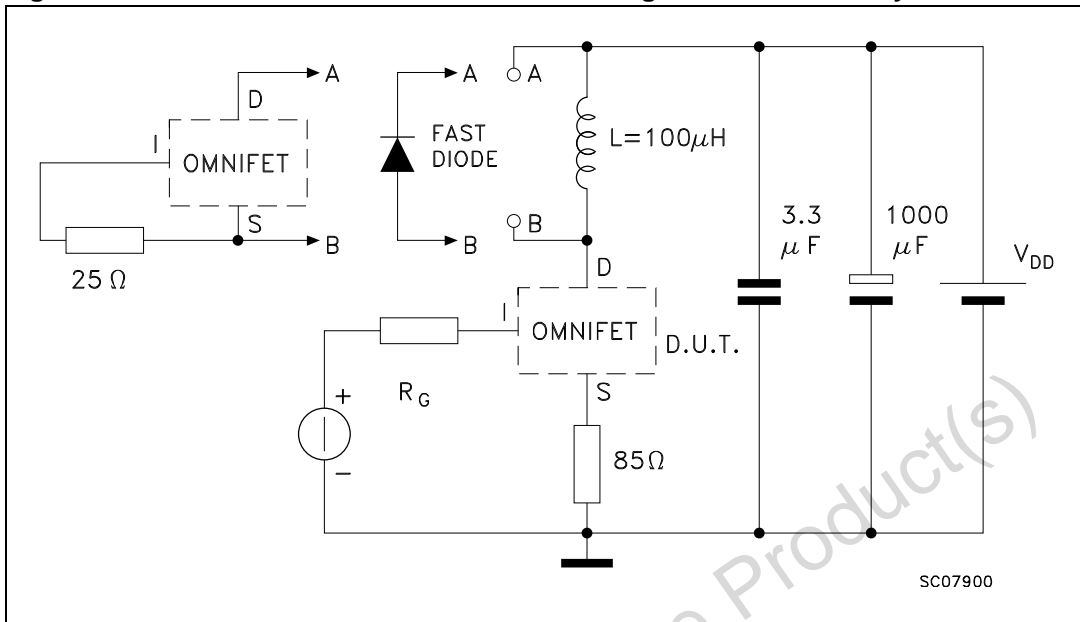 A
D
I
OMNIFET
S
B
25 Ω
A
FAST
DIODE
B
A
L=100μH
B
D
I
OMNIFET
D.U.T.
S
R_G
+
−
85Ω
3.3
μF
1000
μF
V_DD
Product(s)
SC07900